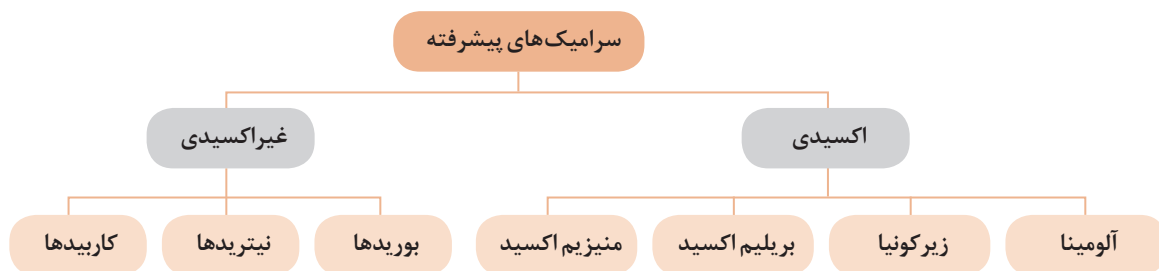 سرامیک‌های پیشرفته
اکسیدی
غیراکسیدی
آلومینا
زیرکونیا
بریلیم اکسید
منیزیم اکسید
بوریدها
نیتریدها
کاربیدها